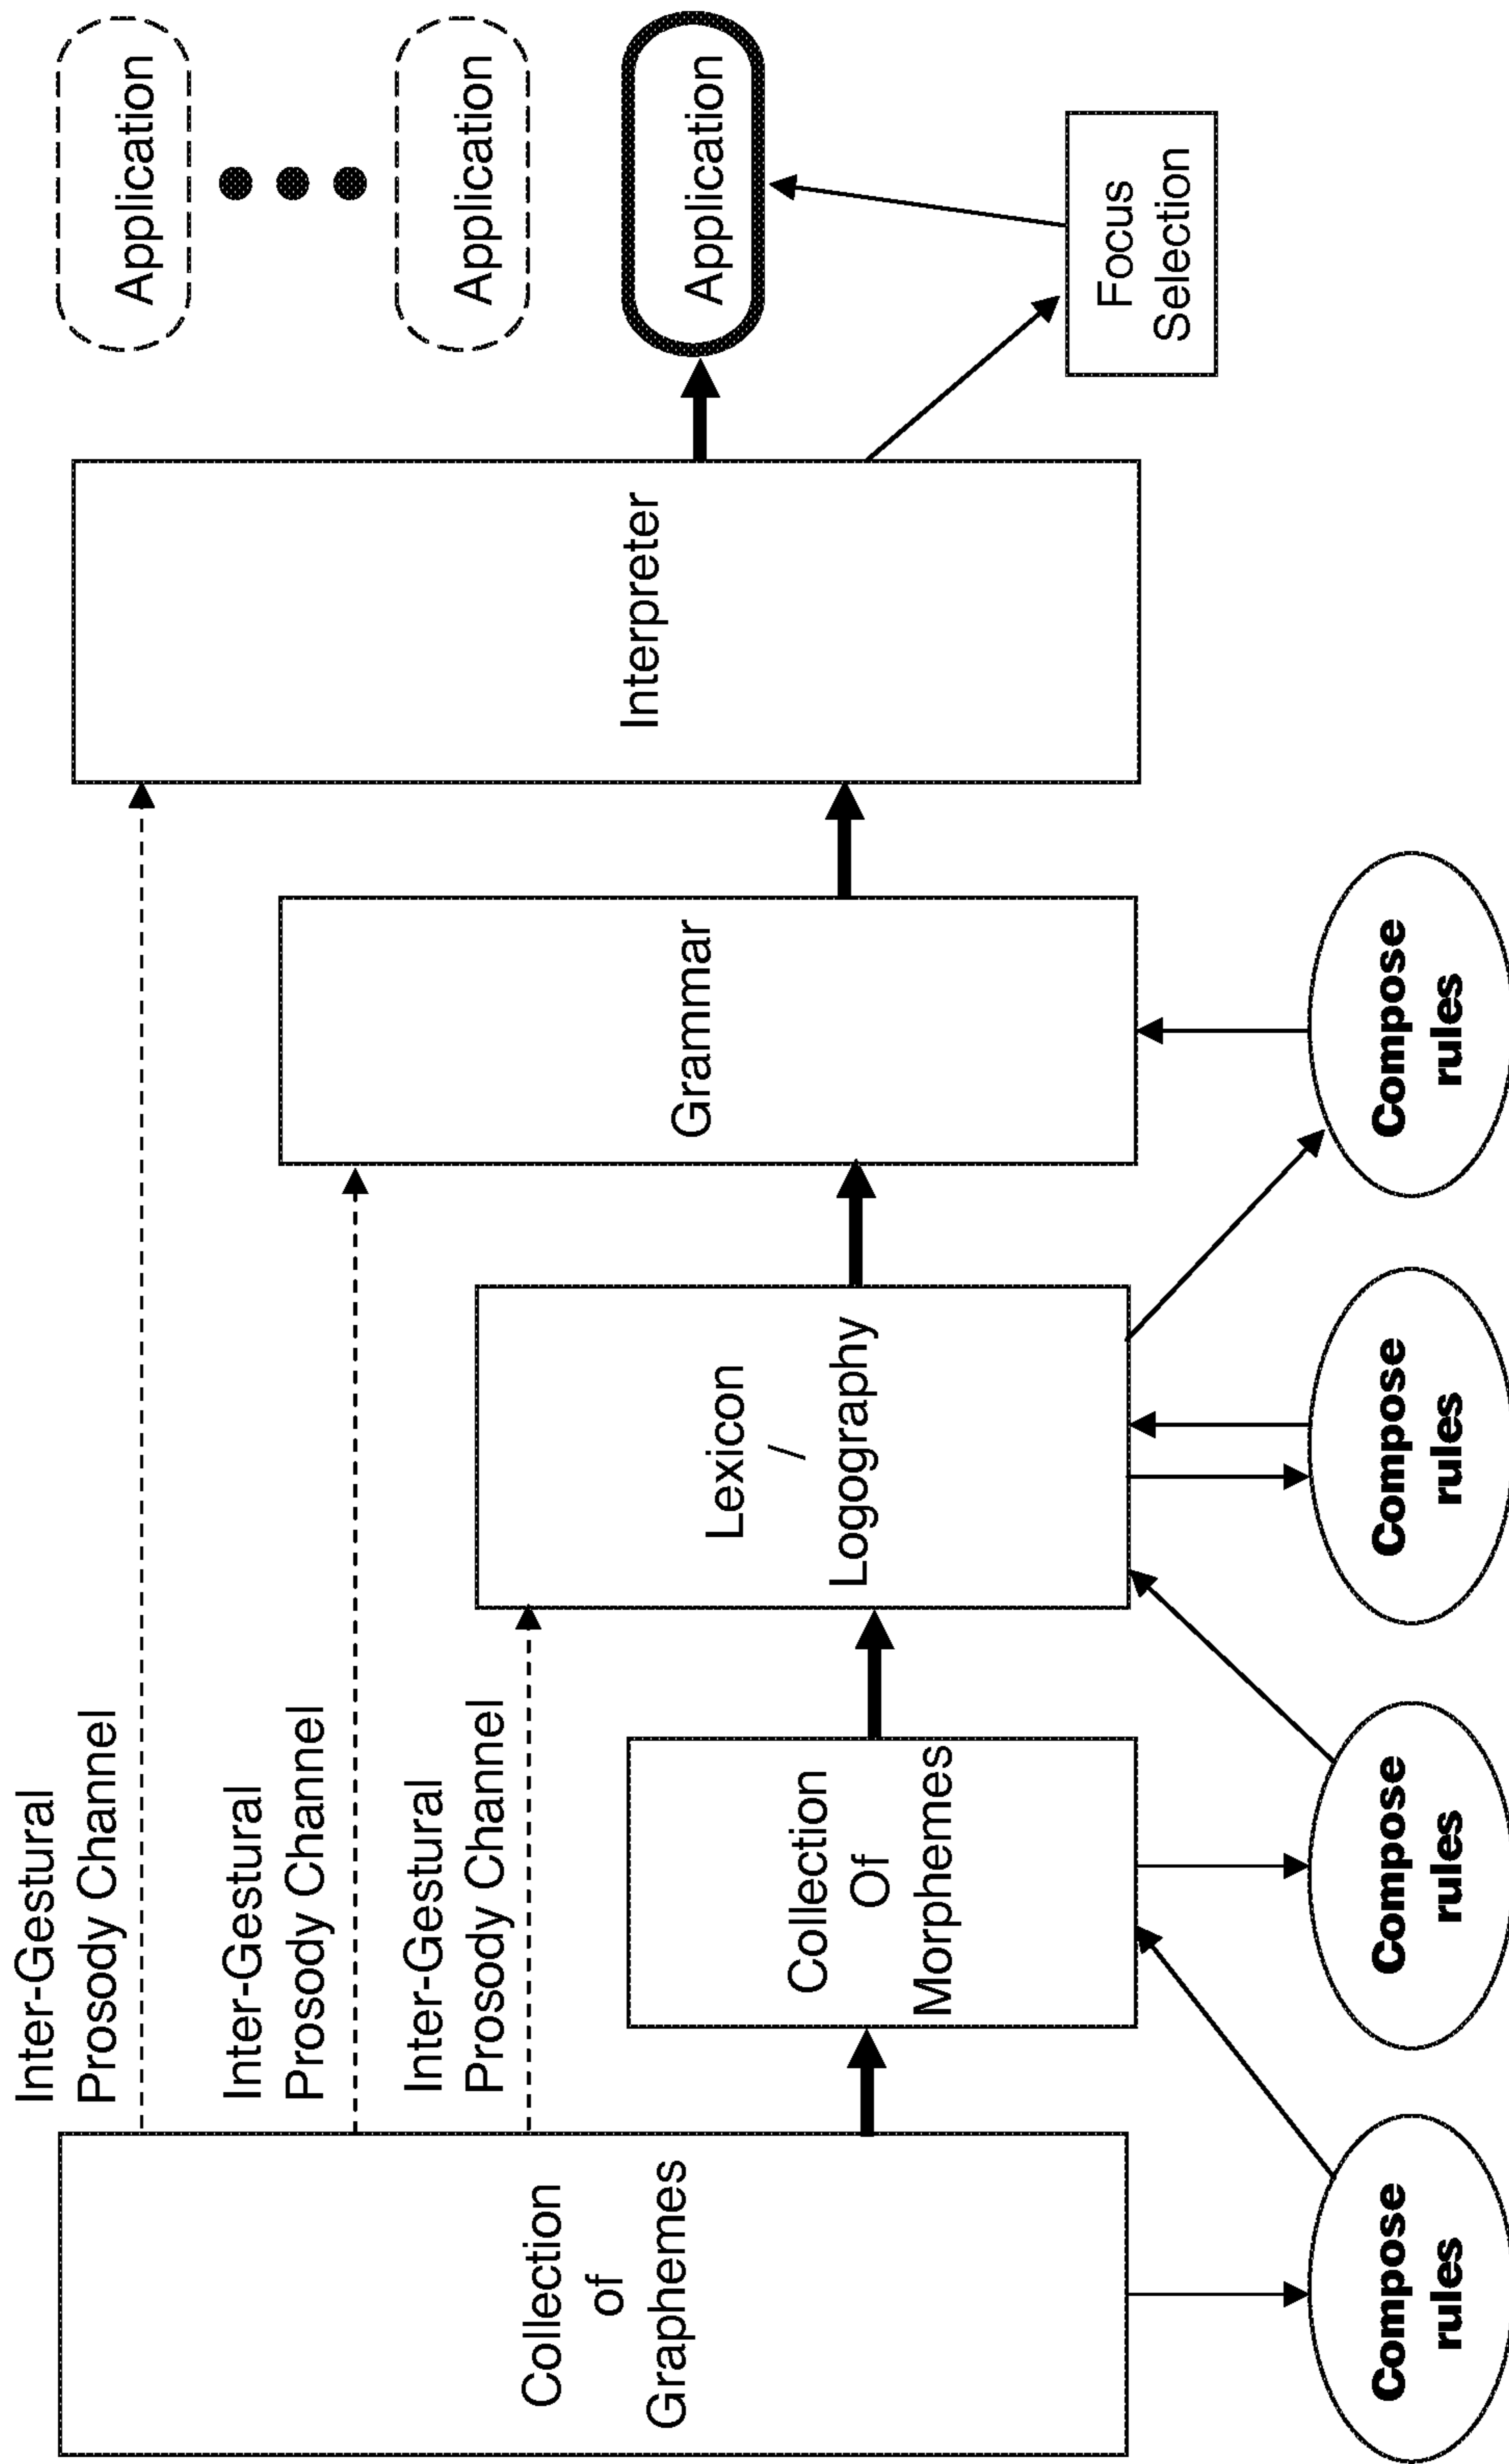 Inter-Gestural
Prosody Channel
Inter-Gestural
Prosody Channel
Inter-Gestural
Prosody Channel
Collection
of
Graphemes
Collection
Of
Morphemes
Lexicon
/
Logography
Grammar
Interpreter
Application
Application
Application
Focus
Selection
Compose
rules
Compose
rules
Compose
rules
Compose
rules